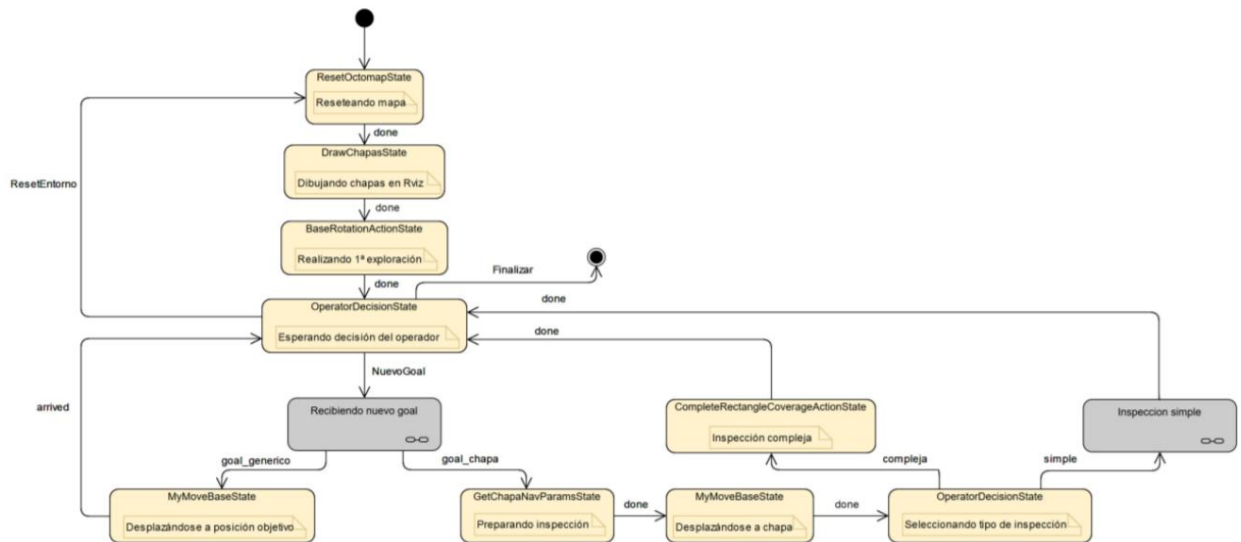 ResetOctomapState
Reseteando mapa
done
DrawChapasState
ResetEntorno
Dibujando chapas en Rviz
done
BaseRotationActionState
Realizando 1ª exploración
done
Finalizar
OperatorDecisionState
done
Esperando decisión del operador
done
NuevoGoal
arrived
Recibiendo nuevo goal
CompleteRectangleCoverageActionState
Inspeccion simple
Inspección compleja
goal_generico
goal_chapa
compleja
simple
MyMoveBaseState
Desplazándose a posición objetivo
GetChapaNavParamsState
Preparando inspección
done
MyMoveBaseState
Desplazándose a chapa
done
OperatorDecisionState
Seleccionando tipo de inspección